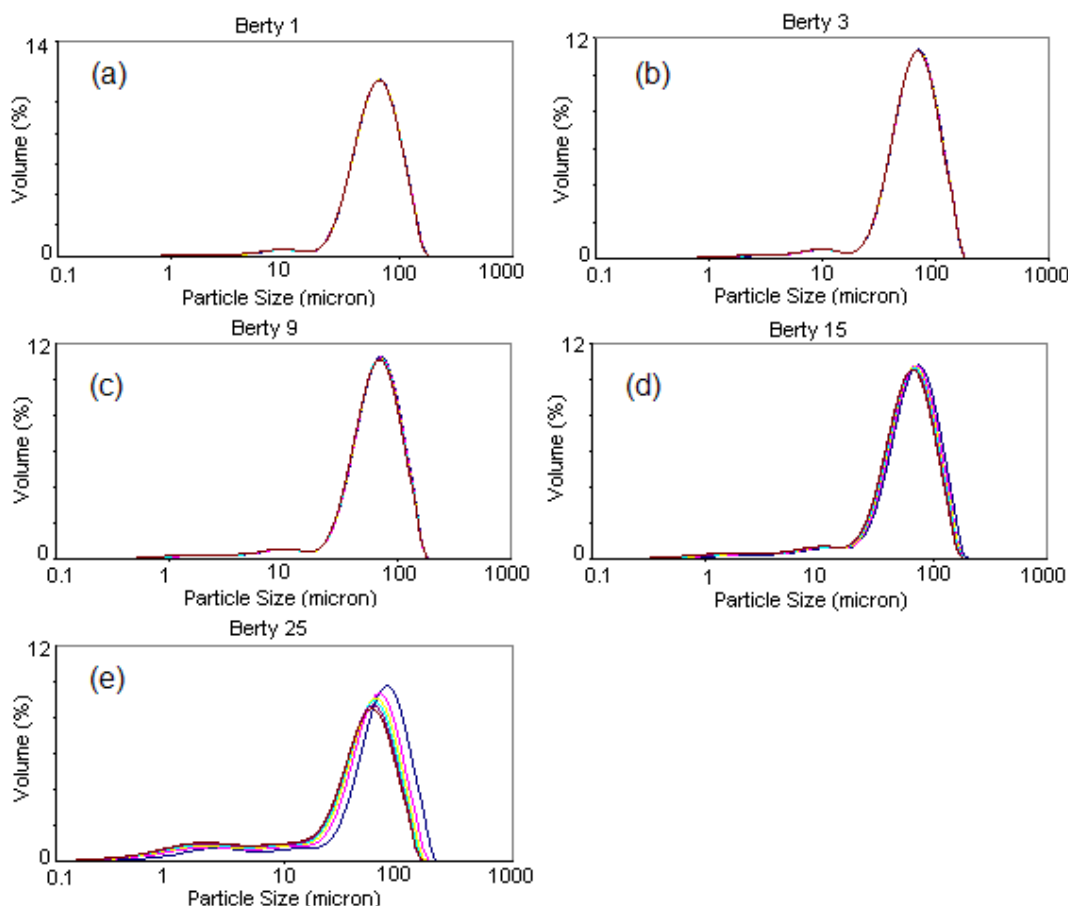 Berty 1
14
(a)
Volume (%)
0
0.1 1 10 100 1000
Particle Size (micron)
Berty 3
12
(b)
Volume (%)
0
0.1 1 10 100 1000
Particle Size (micron)
Berty 9
12
(c)
Volume (%)
0
0.1 1 10 100 1000
Particle Size (micron)
Berty 15
12
(d)
Volume (%)
0
0.1 1 10 100 1000
Particle Size (micron)
Berty 25
12
(e)
Volume (%)
0
0.1 1 10 100 1000
Particle Size (micron)